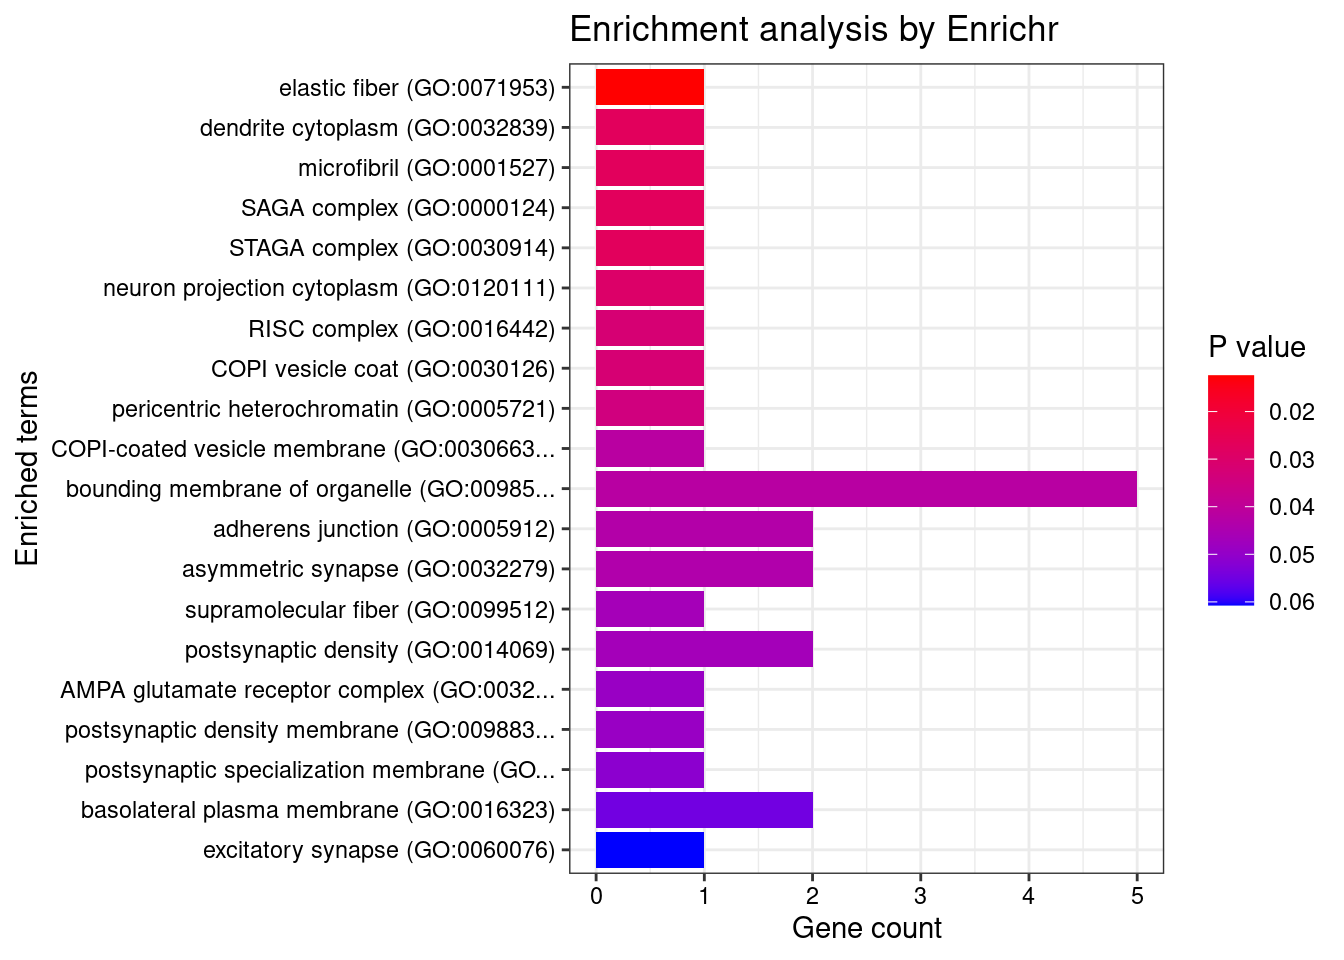 Enrichment analysis by Enrichr
Enriched terms
elastic fiber (GO:0071953)
dendrite cytoplasm (GO:0032839)
microfibril (GO:0001527)
SAGA complex (GO:0000124)
STAGA complex (GO:0030914)
neuron projection cytoplasm (GO:0120111)
RISC complex (GO:0016442)
COPI vesicle coat (GO:0030126)
pericentric heterochromatin (GO:0005721)
COPI-coated vesicle membrane (GO:0030663...
bounding membrane of organelle (GO:00985...
adherens junction (GO:0005912)
asymmetric synapse (GO:0032279)
supramolecular fiber (GO:0099512)
postsynaptic density (GO:0014069)
AMPA glutamate receptor complex (GO:0032...
postsynaptic density membrane (GO:009883...
postsynaptic specialization membrane (GO...
basolateral plasma membrane (GO:0016323)
excitatory synapse (GO:0060076)
0 1 2 3 4 5
Gene count
P value
0.02
0.03
0.04
0.05
0.06